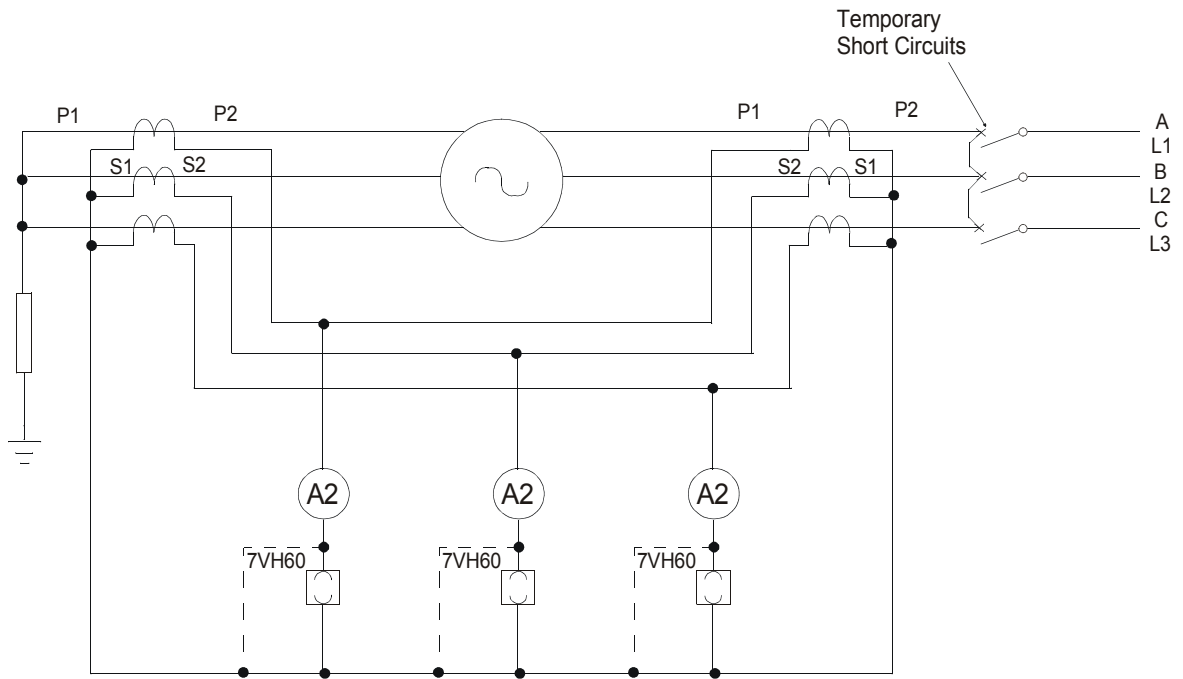 Temporary
Short Circuits
P1 P2 P1 P2
A
L1
S1 S2 S2 S1
B
L2
C
L3
A2 A2 A2
7VH60 7VH60 7VH60